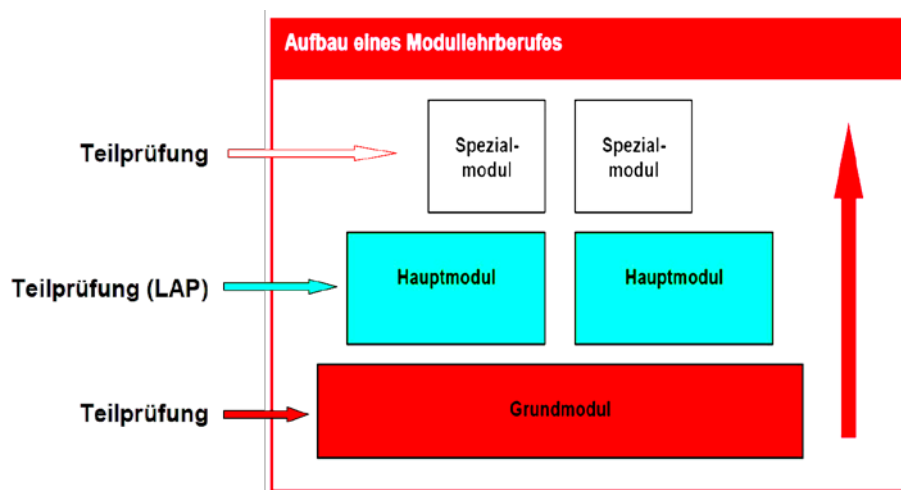 Aufbau eines Modullehrberufes
Teilprüfung
Spezial-
modul
Spezial-
modul
Teilprüfung (LAP)
Hauptmodul
Hauptmodul
Teilprüfung
Grundmodul